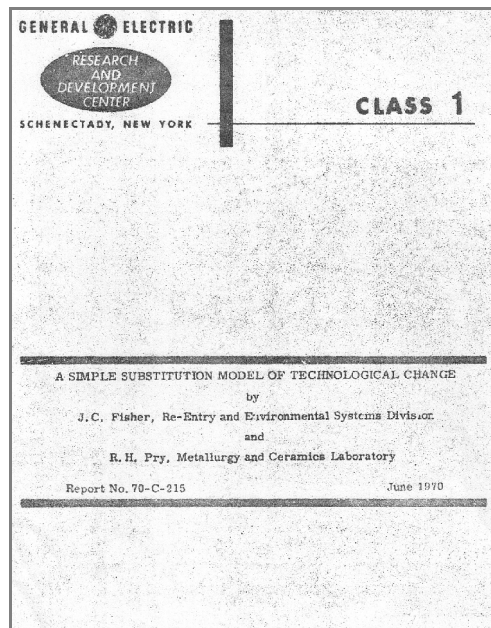 GENERAL ELECTRIC
RESEARCH
AND
DEVELOPMENT
CENTER
SCHENECTADY, NEW YORK
CLASS 1
A SIMPLE SUBSTITUTION MODEL OF TECHNOLOGICAL CHANGE
by
J.C. Fisher, Re-Entry and Environmental Systems Division
and
R.H. Pry, Metallurgy and Ceramics Laboratory
Report No. 70-C-215 June 1970